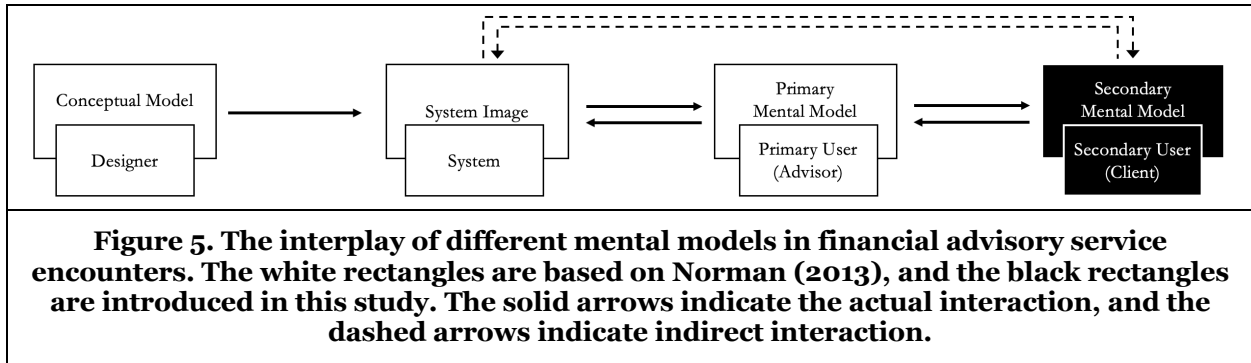 Conceptual Model
Designer
System Image
System
Primary
Mental Model
Primary User
(Advisor)
Secondary
Mental Model
Secondary User
(Client)
Figure 5. The interplay of different mental models in financial advisory service
encounters. The white rectangles are based on Norman (2013), and the black rectangles
are introduced in this study. The solid arrows indicate the actual interaction, and the
dashed arrows indicate indirect interaction.